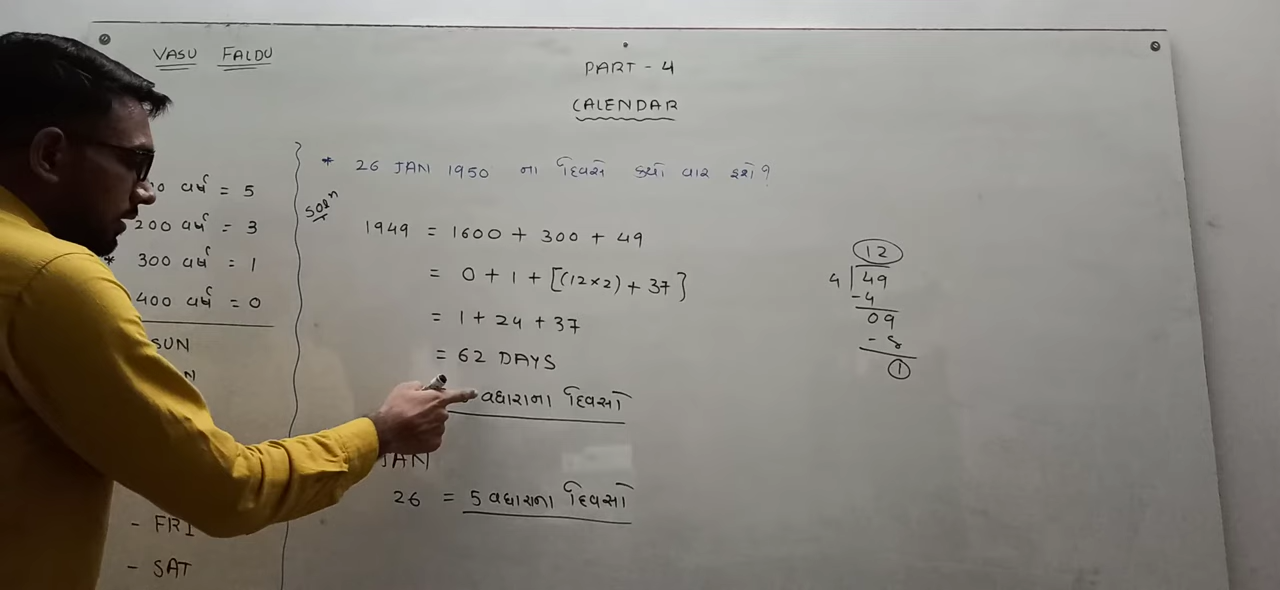 VASU FALDU
PART - 4
CALENDAR
વર્ષ = 5
200 વર્ષ = 3
* 300 વર્ષ = 1
400 વર્ષ = 0
SUN
N
- FRI
- SAT
* 26 JAN 1950 ના દિવસે કયો વાર હશે?
Solⁿ
1949 = 1600 + 300 + 49
= 0 + 1 + [(12×2) + 37}
= 1 + 24 + 37
= 62 DAYS
વધારાના દિવસો
JAN
26 = 5 વધારાના દિવસો
12
4 49
-4
09
- 8
1